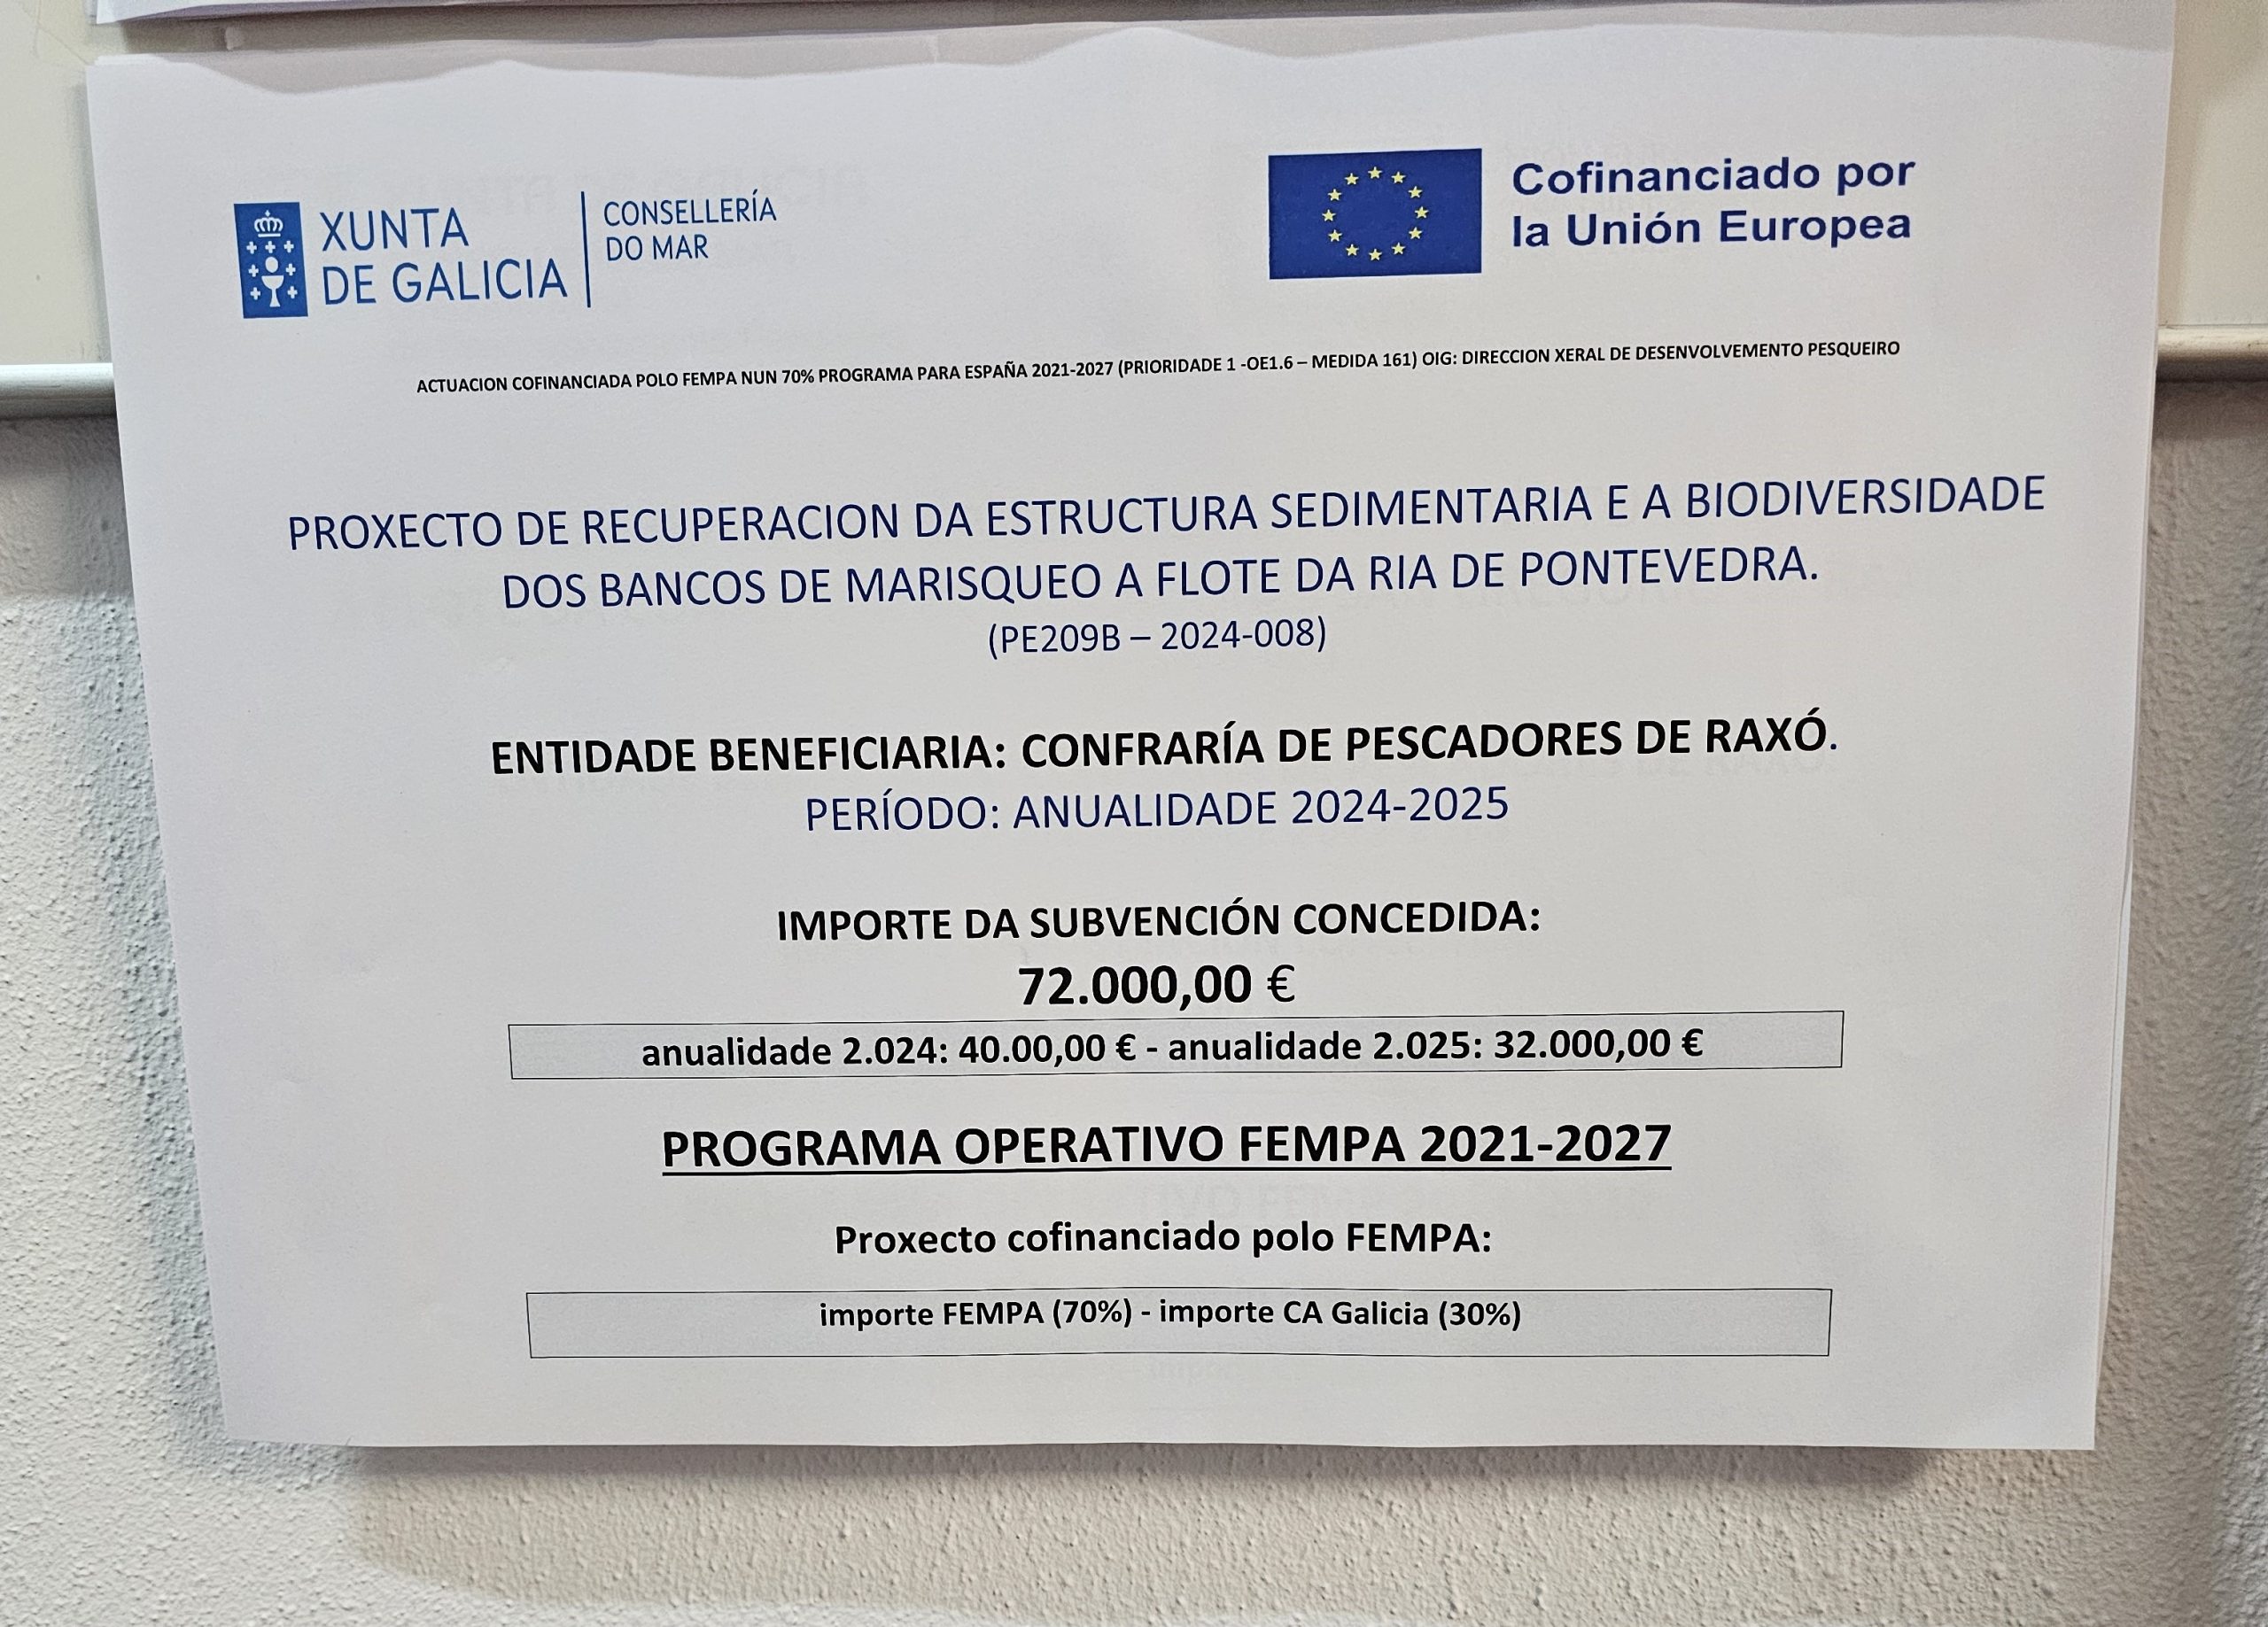 XUNTA
DE GALICIA
CONSELLERÍA
DO MAR
Cofinanciado por
la Unión Europea
ACTUACION COFINANCIADA POLO FEMPA NUN 70% PROGRAMA PARA ESPAÑA 2021-2027 (PRIORIDADE 1 -OE1.6 – MEDIDA 161) OIG: DIRECCION XERAL DE DESENVOLVEMENTO PESQUEIRO
PROXECTO DE RECUPERACION DA ESTRUCTURA SEDIMENTARIA E A BIODIVERSIDADE
DOS BANCOS DE MARISQUEO A FLOTE DA RIA DE PONTEVEDRA.
(PE209B – 2024-008)
ENTIDADE BENEFICIARIA: CONFRARÍA DE PESCADORES DE RAXÓ.
PERÍODO: ANUALIDADE 2024-2025
IMPORTE DA SUBVENCIÓN CONCEDIDA:
72.000,00 €
anualidade 2.024: 40.00,00 € - anualidade 2.025: 32.000,00 €
PROGRAMA OPERATIVO FEMPA 2021-2027
Proxecto cofinanciado polo FEMPA:
importe FEMPA (70%) - importe CA Galicia (30%)